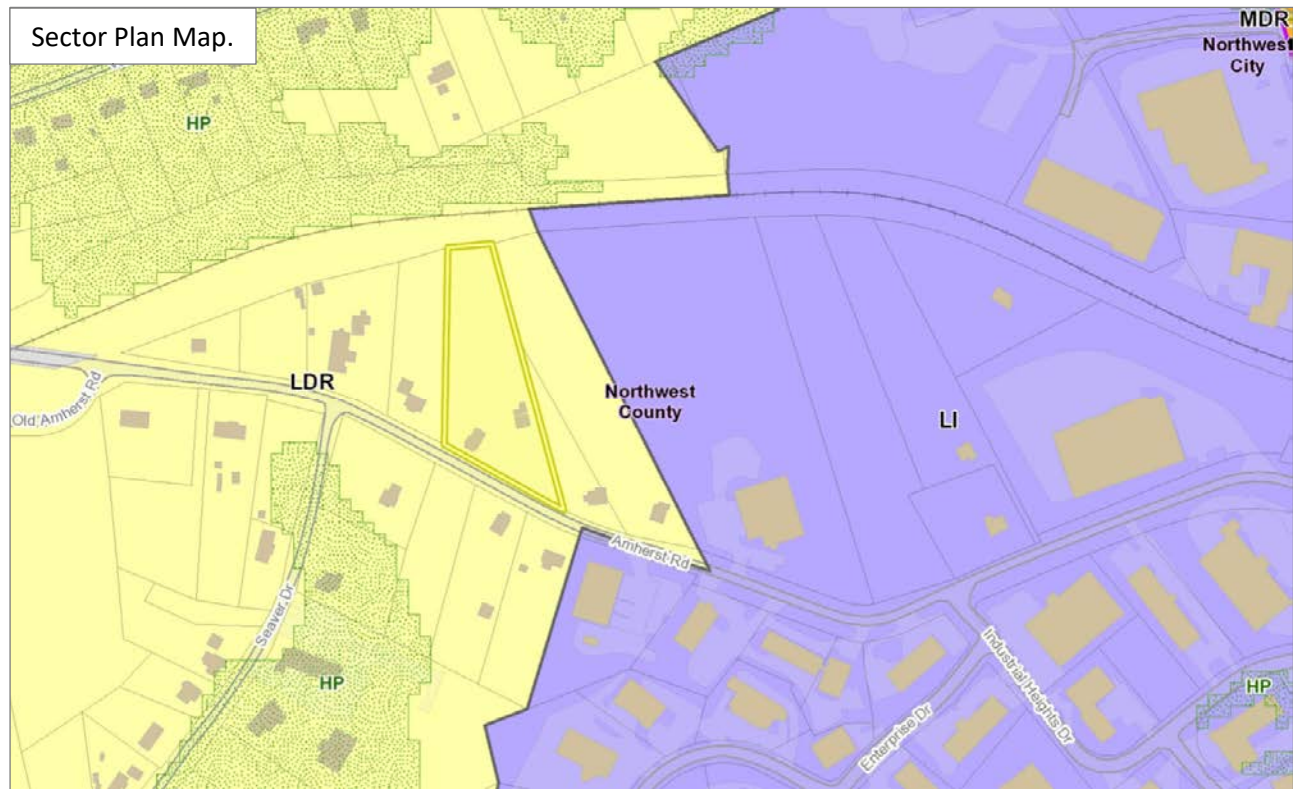 Sector Plan Map.
MDR
Northwest
City
HP
LDR
Old Amherst Rd
Northwest
County
LI
Amherst Rd
Seaver Dr
HP
Industrial Heights Dr
Enterprise Dr
HP